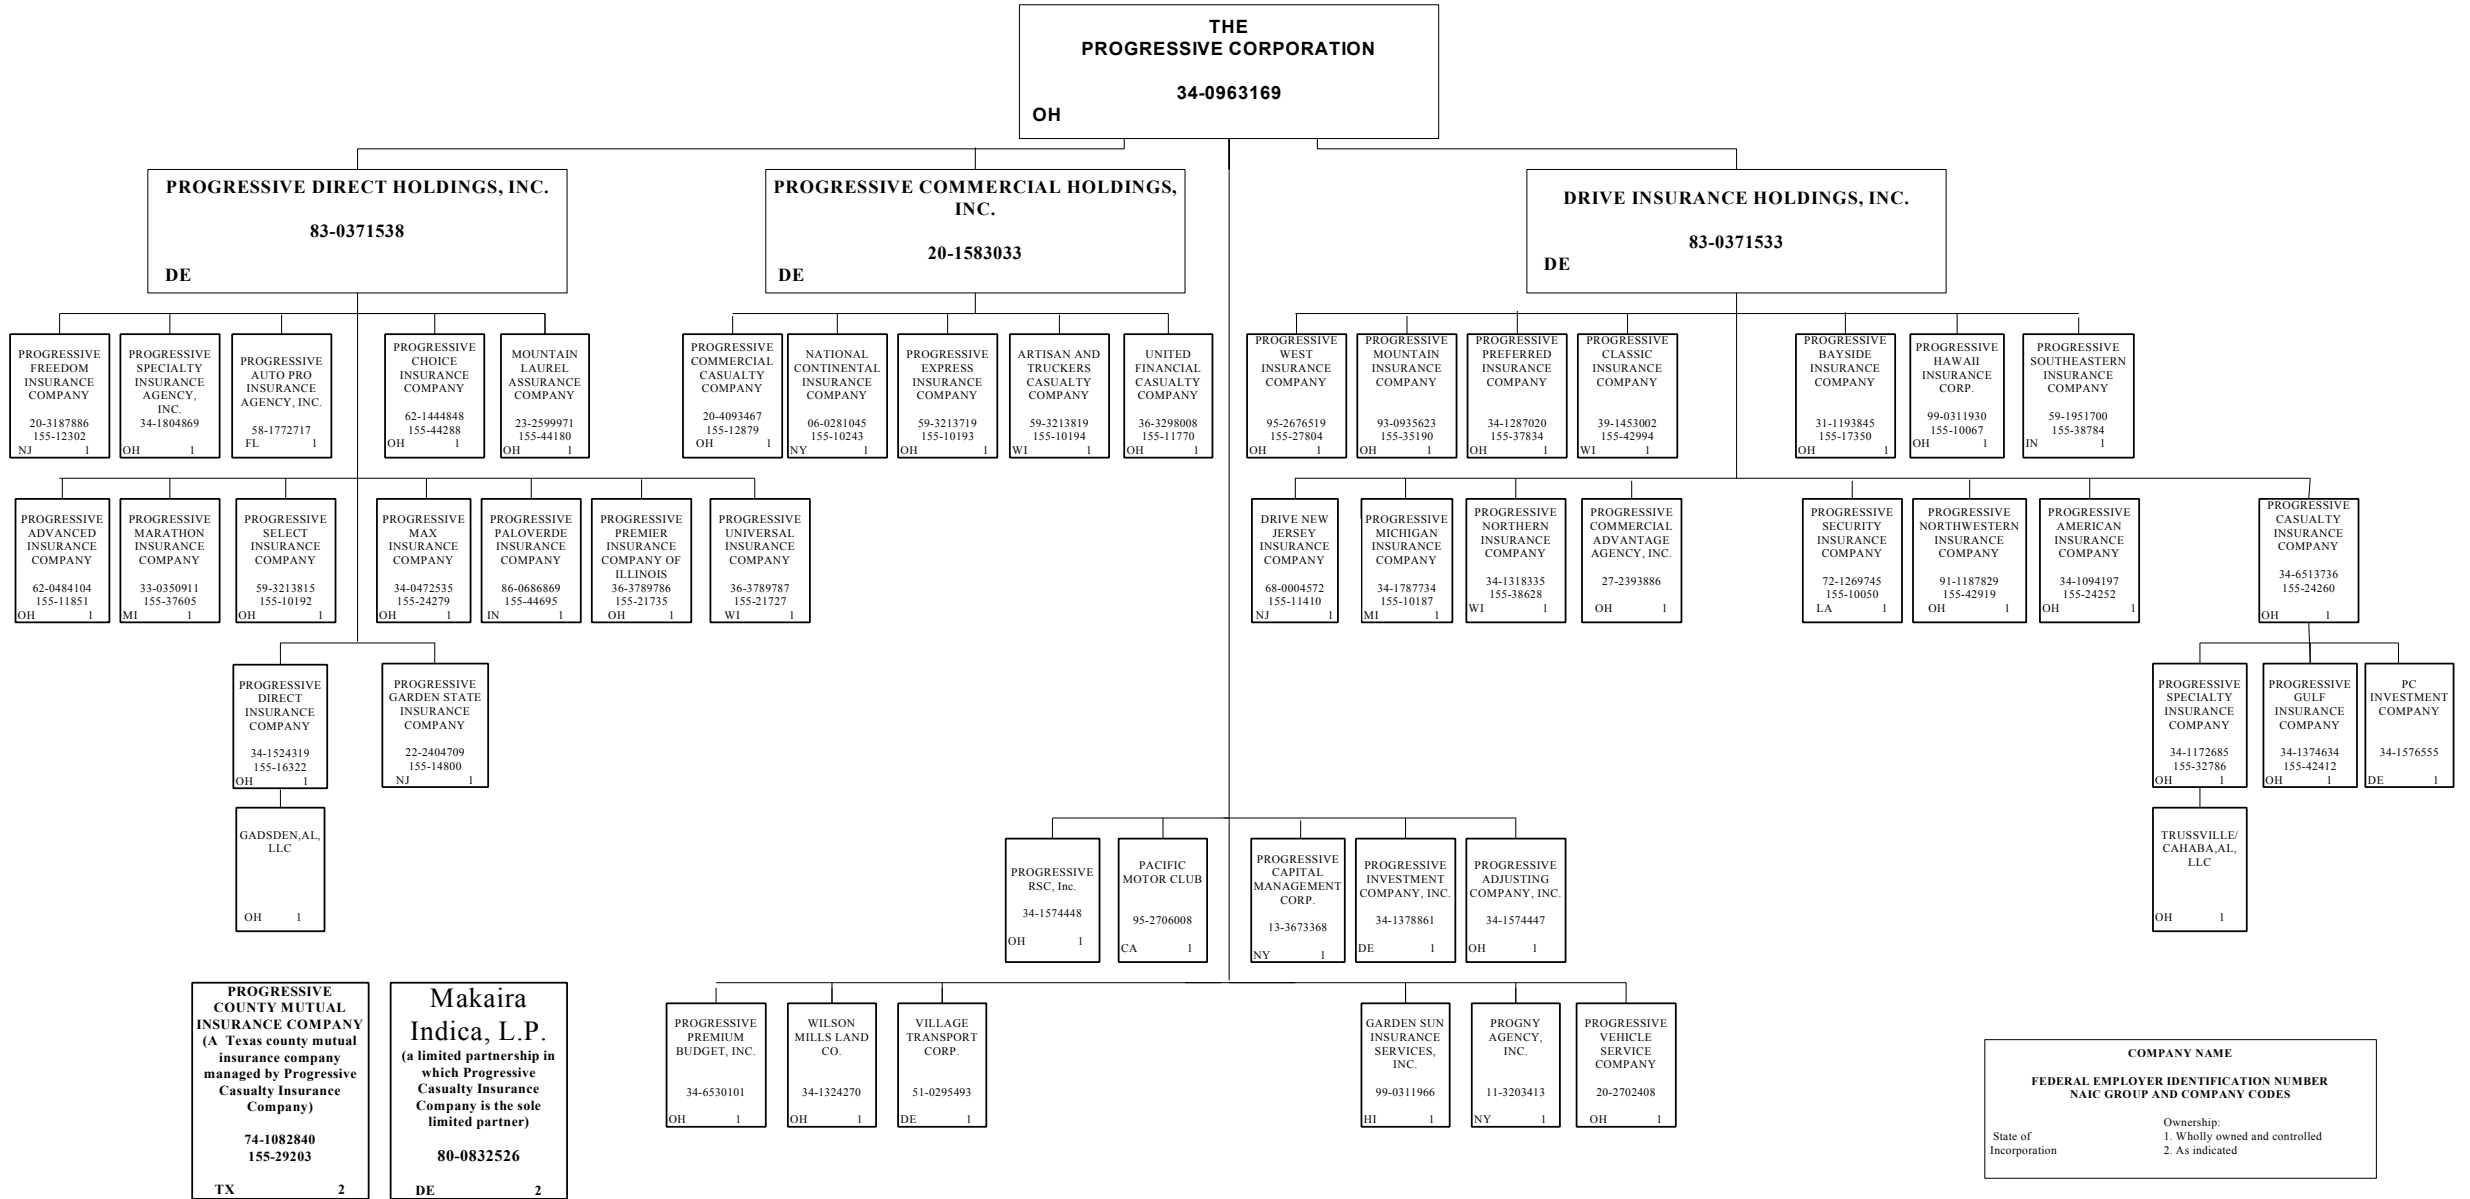 THE
PROGRESSIVE CORPORATION
34-0963169
OH
PROGRESSIVE DIRECT HOLDINGS, INC.
83-0371538
DE
PROGRESSIVE COMMERCIAL HOLDINGS,
INC.
20-1583033
DE
DRIVE INSURANCE HOLDINGS, INC.
83-0371533
DE
PROGRESSIVE
FREEDOM
INSURANCE
COMPANY
20-3187886
155-12302
NJ 1
PROGRESSIVE
SPECIALTY
INSURANCE
AGENCY,
INC.
34-1804869
OH 1
PROGRESSIVE
AUTO PRO
INSURANCE
AGENCY, INC.
58-1772717
FL 1
PROGRESSIVE
CHOICE
INSURANCE
COMPANY
62-1444848
155-44288
OH 1
MOUNTAIN
LAUREL
ASSURANCE
COMPANY
23-2599971
155-44180
OH 1
PROGRESSIVE
COMMERCIAL
CASUALTY
COMPANY
20-4093467
155-12879
OH 1
NATIONAL
CONTINENTAL
INSURANCE
COMPANY
06-0281045
155-10243
NY 1
PROGRESSIVE
EXPRESS
INSURANCE
COMPANY
59-3213719
155-10193
OH 1
ARTISAN AND
TRUCKERS
CASUALTY
COMPANY
59-3213819
155-10194
WI 1
UNITED
FINANCIAL
CASUALTY
COMPANY
36-3298008
155-11770
OH 1
PROGRESSIVE
WEST
INSURANCE
COMPANY
95-2676519
155-27804
OH 1
PROGRESSIVE
MOUNTAIN
INSURANCE
COMPANY
93-0935623
155-35190
OH 1
PROGRESSIVE
PREFERRED
INSURANCE
COMPANY
34-1287020
155-37834
OH 1
PROGRESSIVE
CLASSIC
INSURANCE
COMPANY
39-1453002
155-42994
WI 1
PROGRESSIVE
BAYSIDE
INSURANCE
COMPANY
31-1193845
155-17350
OH 1
PROGRESSIVE
HAWAII
INSURANCE
CORP.
99-0311930
155-10067
OH 1
PROGRESSIVE
SOUTHEASTERN
INSURANCE
COMPANY
59-1951700
155-38784
IN 1
PROGRESSIVE
ADVANCED
INSURANCE
COMPANY
62-0484104
155-11851
OH 1
PROGRESSIVE
MARATHON
INSURANCE
COMPANY
33-0350911
155-37605
MI 1
PROGRESSIVE
SELECT
INSURANCE
COMPANY
59-3213815
155-10192
OH 1
PROGRESSIVE
MAX
INSURANCE
COMPANY
34-0472535
155-24279
OH 1
PROGRESSIVE
PALOVERDE
INSURANCE
COMPANY
86-0686869
155-44695
IN 1
PROGRESSIVE
PREMIER
INSURANCE
COMPANY OF
ILLINOIS
36-3789786
155-21735
OH 1
PROGRESSIVE
UNIVERSAL
INSURANCE
COMPANY
36-3789787
155-21727
WI 1
DRIVE NEW
JERSEY
INSURANCE
COMPANY
68-0004572
155-11410
NJ 1
PROGRESSIVE
MICHIGAN
INSURANCE
COMPANY
34-1787734
155-10187
MI 1
PROGRESSIVE
NORTHERN
INSURANCE
COMPANY
34-1318335
155-38628
WI 1
PROGRESSIVE
COMMERCIAL
ADVANTAGE
AGENCY, INC.
27-2393886
OH 1
PROGRESSIVE
SECURITY
INSURANCE
COMPANY
72-1269745
155-10050
LA 1
PROGRESSIVE
NORTHWESTERN
INSURANCE
COMPANY
91-1187829
155-42919
OH 1
PROGRESSIVE
AMERICAN
INSURANCE
COMPANY
34-1094197
155-24252
OH 1
PROGRESSIVE
CASUALTY
INSURANCE
COMPANY
34-6513736
155-24260
OH 1
PROGRESSIVE
DIRECT
INSURANCE
COMPANY
34-1524319
155-16322
OH 1
PROGRESSIVE
GARDEN STATE
INSURANCE
COMPANY
22-2404709
155-14800
NJ 1
PROGRESSIVE
SPECIALTY
INSURANCE
COMPANY
34-1172685
155-32786
OH 1
PROGRESSIVE
GULF
INSURANCE
COMPANY
34-1374634
155-42412
OH 1
PC
INVESTMENT
COMPANY
34-1576555
DE 1
GADSDEN,AL,
LLC
OH 1
TRUSSVILLE/
CAHABA,AL,
LLC
OH 1
PROGRESSIVE
RSC, Inc.
34-1574448
OH 1
PACIFIC
MOTOR CLUB
95-2706008
CA 1
PROGRESSIVE
CAPITAL
MANAGEMENT
CORP.
13-3673368
NY 1
PROGRESSIVE
INVESTMENT
COMPANY, INC.
34-1378861
DE 1
PROGRESSIVE
ADJUSTING
COMPANY, INC.
34-1574447
OH 1
PROGRESSIVE
COUNTY MUTUAL
INSURANCE COMPANY
(A Texas county mutual
insurance company
managed by Progressive
Casualty Insurance
Company)
74-1082840
155-29203
TX 2
Makaira
Indica, L.P.
(a limited partnership in
which Progressive
Casualty Insurance
Company is the sole
limited partner)
80-0832526
DE 2
PROGRESSIVE
PREMIUM
BUDGET, INC.
34-6530101
OH 1
WILSON
MILLS LAND
CO.
34-1324270
OH 1
VILLAGE
TRANSPORT
CORP.
51-0295493
DE 1
GARDEN SUN
INSURANCE
SERVICES,
INC.
99-0311966
HI 1
PROGNY
AGENCY,
INC.
11-3203413
NY 1
PROGRESSIVE
VEHICLE
SERVICE
COMPANY
20-2702408
OH 1
COMPANY NAME
FEDERAL EMPLOYER IDENTIFICATION NUMBER
NAIC GROUP AND COMPANY CODES
Ownership:
State of 1. Wholly owned and controlled
Incorporation 2. As indicated